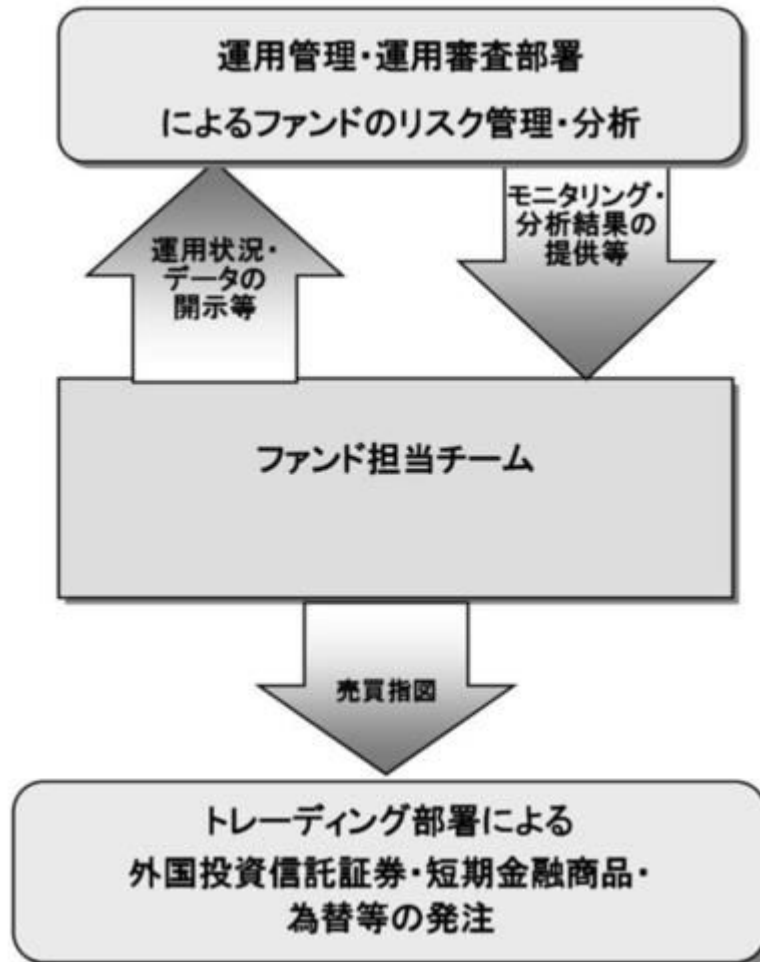 運用管理・運用審査部署
によるファンドのリスク管理・分析
運用状況・
データの
開示等
モニタリング・
分析結果の
提供等
ファンド担当チーム
売買指図
トレーディング部署による
外国投資信託証券・短期金融商品・
為替等の発注